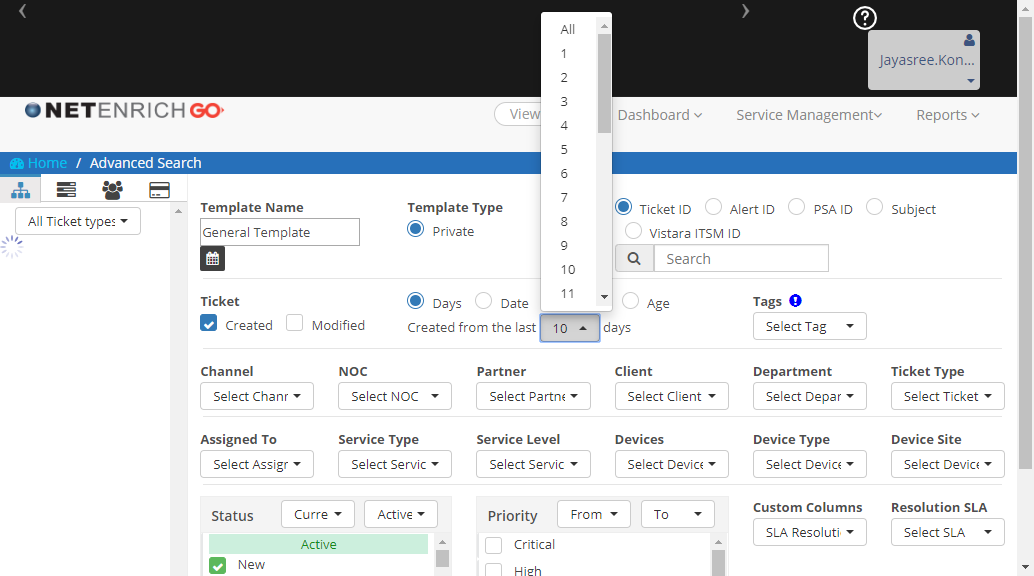 Jayasree.Kon...
NETENRICH GO
View
Dashboard
Service Management
Reports
All
1
2
3
4
5
6
7
8
9
10
11
Home / Advanced Search
All Ticket types
Template Name
General Template
Template Type
Private
Ticket ID
Alert ID
PSA ID
Subject
Vistara ITSM ID
Search
Ticket
Created
Modified
Days
Date
Age
Created from the last 10 days
Tags
Select Tag
Channel
NOC
Partner
Client
Department
Ticket Type
Select Chanr
Select NOC
Select Partne
Select Client
Select Depar
Select Ticket
Assigned To
Service Type
Service Level
Devices
Device Type
Device Site
Select Assigr
Select Servic
Select Servic
Select Device
Select Device
Select Device
Status
Curre
Active
Priority
From
To
Custom Columns
Resolution SLA
SLA Resoluti
Select SLA
Active
New
Critical
High